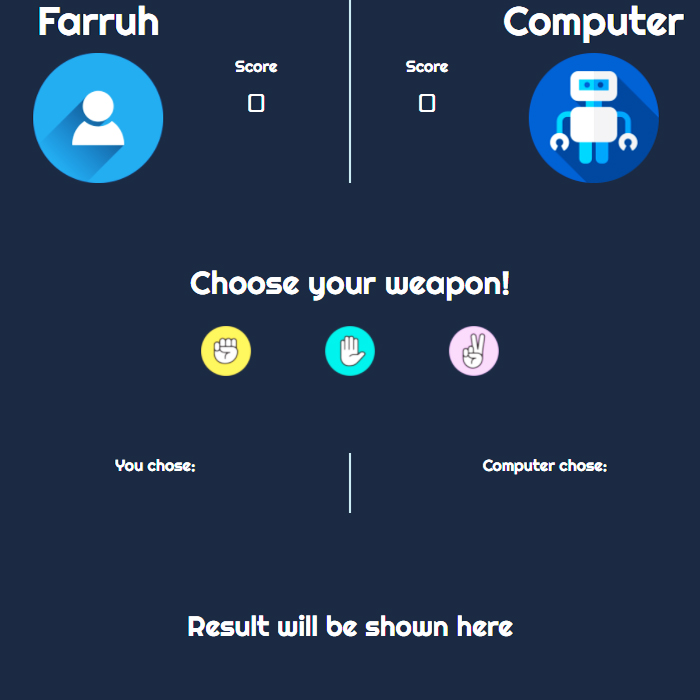 Farruh
Computer
Score
Score
0
0
Choose your weapon!
You chose:
Computer chose:
Result will be shown here